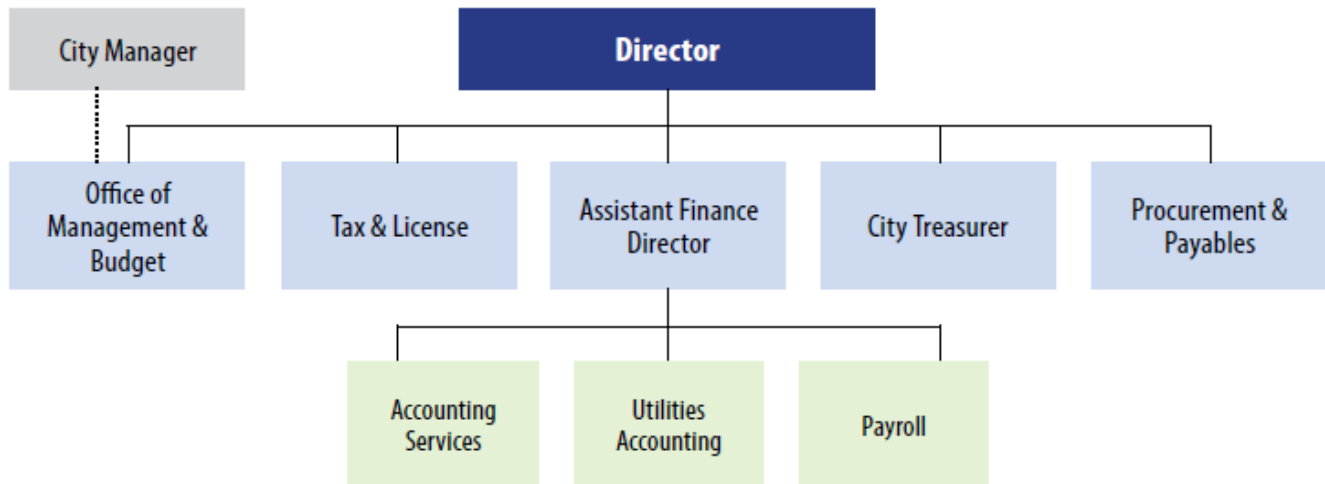 City Manager
Director
Office of
Management &
Budget
Tax & License
Assistant Finance
Director
City Treasurer
Procurement &
Payables
Accounting
Services
Utilities
Accounting
Payroll